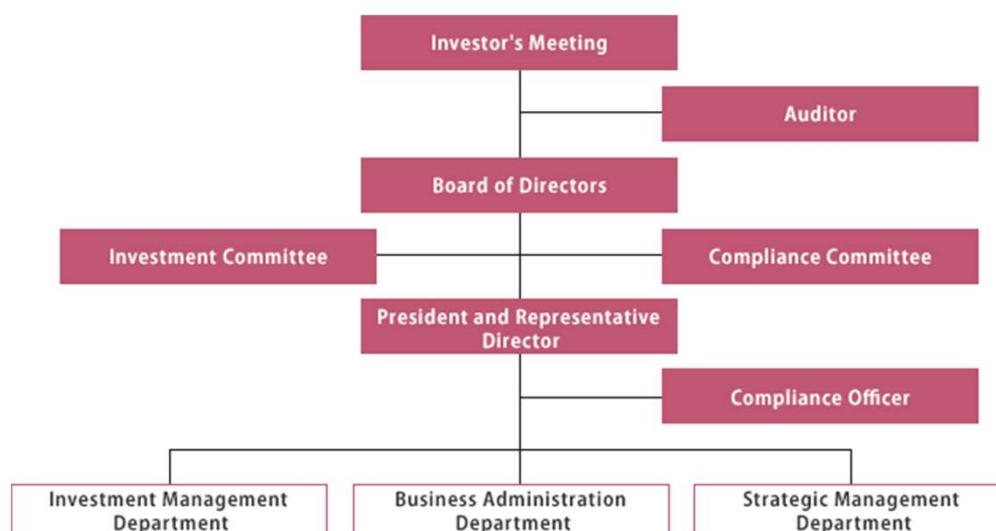 Investor's Meeting
Auditor
Board of Directors
Investment Committee
Compliance Committee
President and Representative
Director
Compliance Officer
Investment Management
Department
Business Administration
Department
Strategic Management
Department